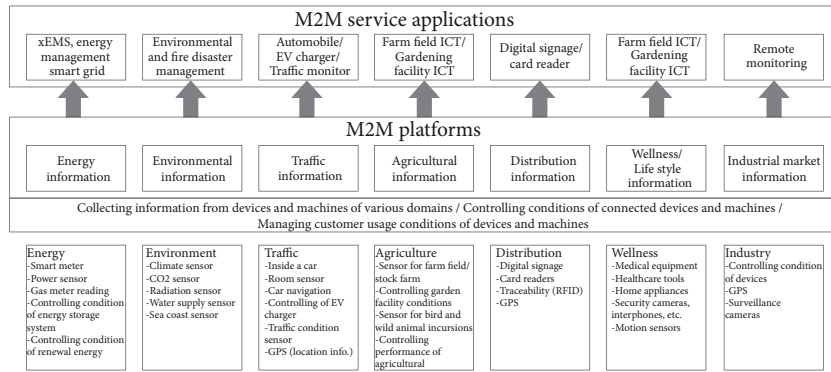 M2M service applications
xEMS, energy
management
smart grid
Environmental
and fire disaster
management
Automobile/
EV charger/
Traffic monitor
Farm field ICT/
Gardening
facility ICT
Digital signage/
card reader
Farm field ICT/
Gardening
facility ICT
Remote
monitoring
M2M platforms
Energy
information
Environmental
information
Traffic
information
Agricultural
information
Distribution
information
Wellness/
Life style
information
Industrial market
information
Collecting information from devices and machines of various domains / Controlling conditions of connected devices and machines /
Managing customer usage conditions of devices and machines
Energy
-Smart meter
-Power sensor
-Gas meter reading
-Controlling condition
of energy storage
system
-Controlling condition
of renewal energy
Environment
-Climate sensor
-CO2 sensor
-Radiation sensor
-Water supply sensor
-Sea coast sensor
Traffic
-Inside a car
-Room sensor
-Car navigation
-Controlling of EV
charger
-Traffic condition
sensor
-GPS (location info.)
Agriculture
-Sensor for farm field/
stock farm
-Controlling garden
facility conditions
-Sensor for bird and
wild animal incursions
-Controlling
performance of
agricultural
Distribution
-Digital signage
-Card readers
-Traceability (RFID)
-GPS
Wellness
-Medical equipment
-Healthcare tools
-Home appliances
-Security cameras,
interphones, etc.
-Motion sensors
Industry
-Controlling condition
of devices
-GPS
-Surveillance
cameras